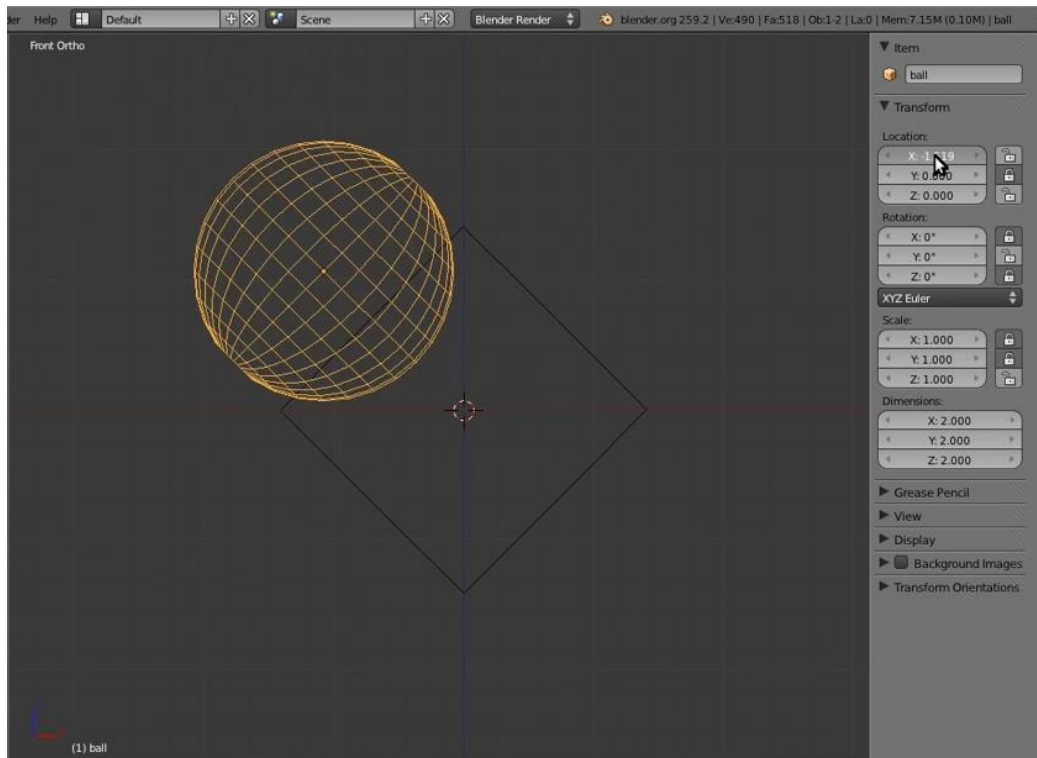 der Help Default Scene Blender Render blender.org 259.2 | Ve:490 | Fa:518 | Ob:1-2 | La:0 | Mem:7.15M (0.10M) | ball
Front Ortho
Item
ball
Transform
Location:
Y: 0.000
Z: 0.000
Rotation:
X: 0°
Y: 0°
Z: 0°
XYZ Euler
Scale:
X: 1.000
Y: 1.000
Z: 1.000
Dimensions:
X: 2.000
Y: 2.000
Z: 2.000
Grease Pencil
View
Display
Background Images
Transform Orientations
(1) ball